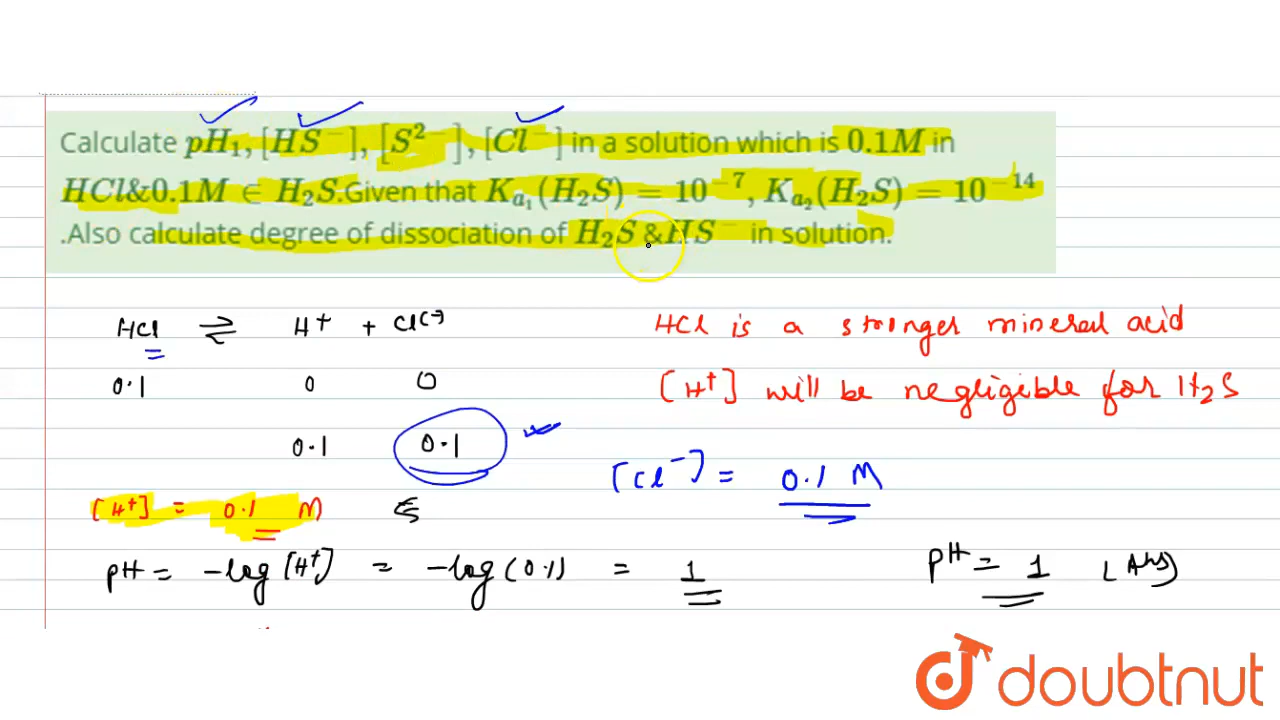 Calculate pH₁, [HS⁻], [S²⁻], [Cl⁻] in a solution which is 0.1M in
HCl&0.1M ∈ H₂S.Given that Kₐ₁(H₂S) = 10⁻⁷, Kₐ₂(H₂S) = 10⁻¹⁴
.Also calculate degree of dissociation of H₂S &HS⁻ in solution.
HCl ⇌ H⁺ + Cl(-)
HCl is a stronger mineral acid
0.1 0 0
[H⁺] will be negligible for H₂S
0.1 0.1
[Cl⁻] = 0.1 M
[H⁺] = 0.1 M
pH = -log[H⁺] = -log(0.1) = 1
pH = 1 (Ans)
doubtnut